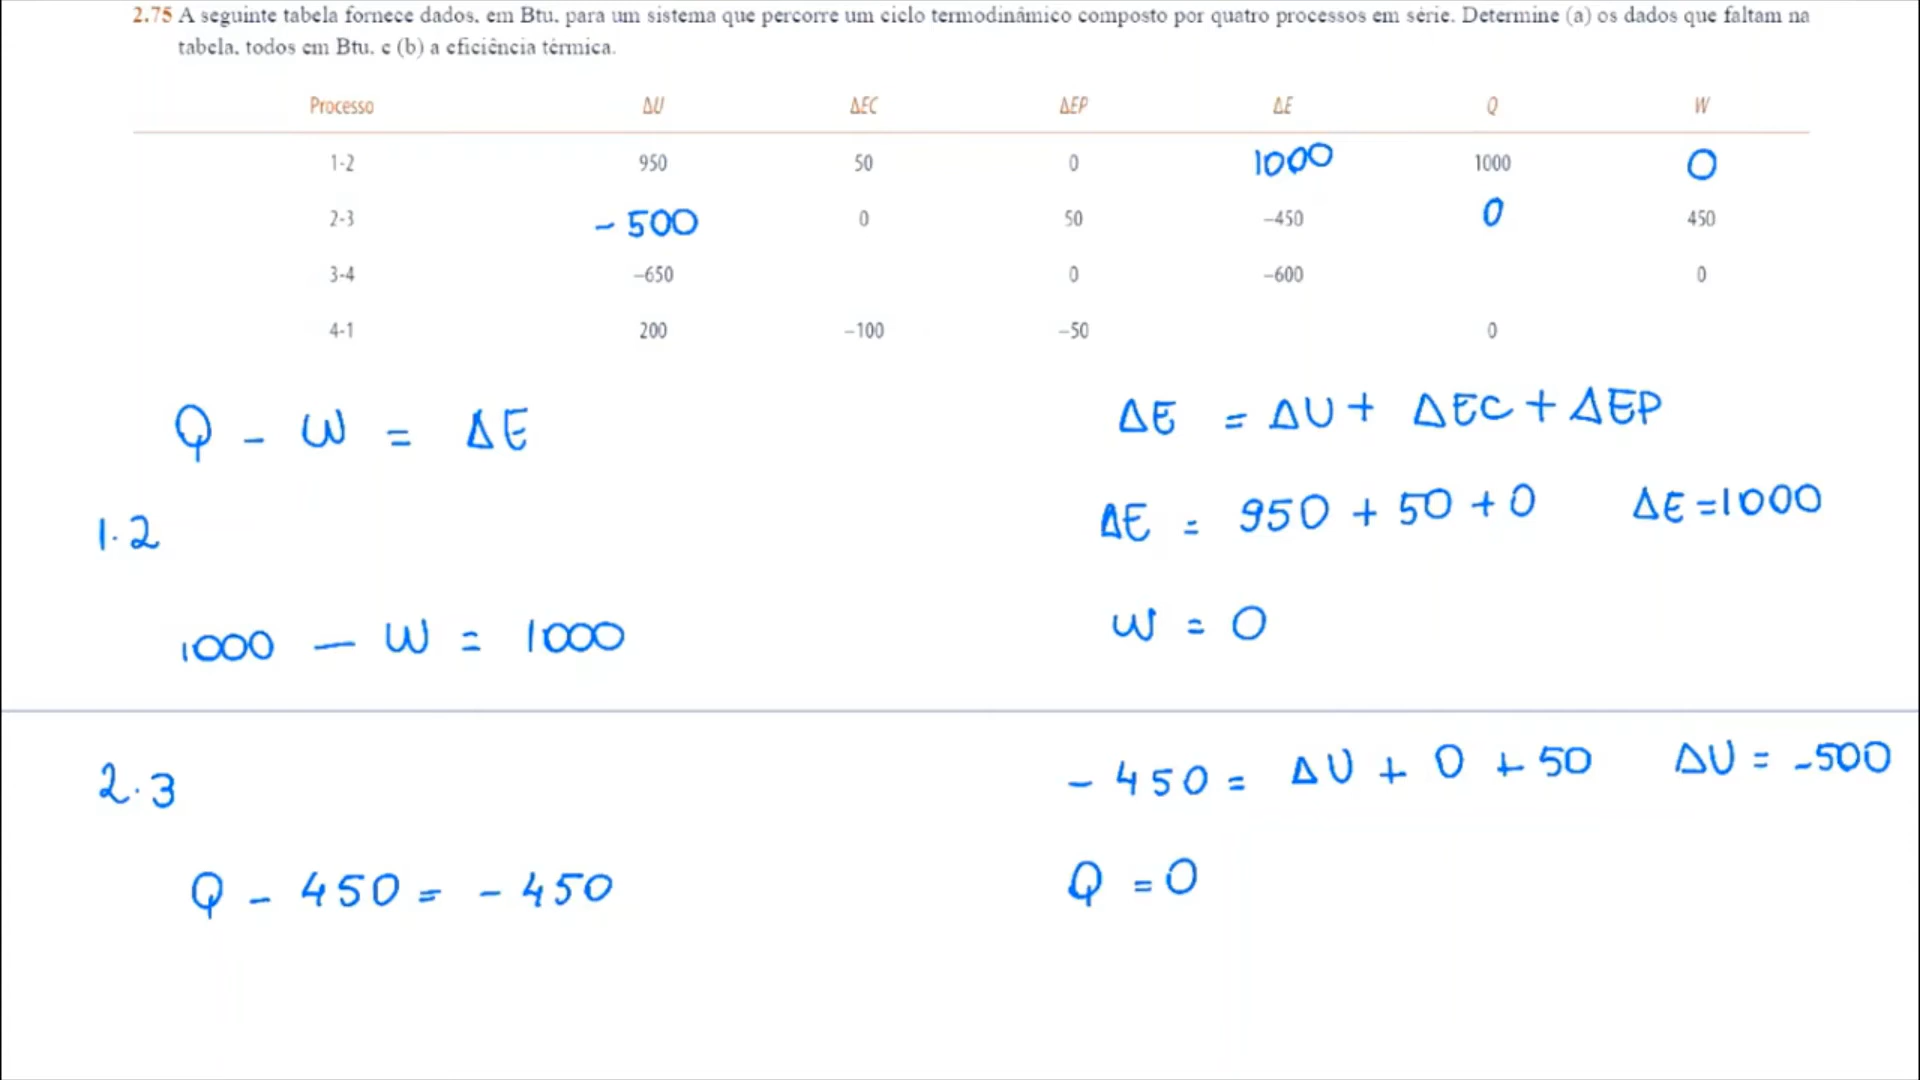 2.75 A seguinte tabela fornece dados, em Btu, para um sistema que percorre um ciclo termodinâmico composto por quatro processos em série. Determine (a) os dados que faltam na
tabela, todos em Btu, e (b) a eficiência térmica.
Processo ΔU ΔEC ΔEP ΔE Q W
1-2 950 50 0 1000 1000 0
2-3 -500 0 50 -450 0 450
3-4 -650 0 -600 0
4-1 200 -100 -50 0
Q - W = ΔE
ΔE = ΔU + ΔEC + ΔEP
1.2
ΔE = 950 + 50 + 0 ΔE = 1000
1000 - W = 1000
W = 0
2.3
-450 = ΔU + 0 + 50 ΔU = -500
Q - 450 = -450
Q = 0